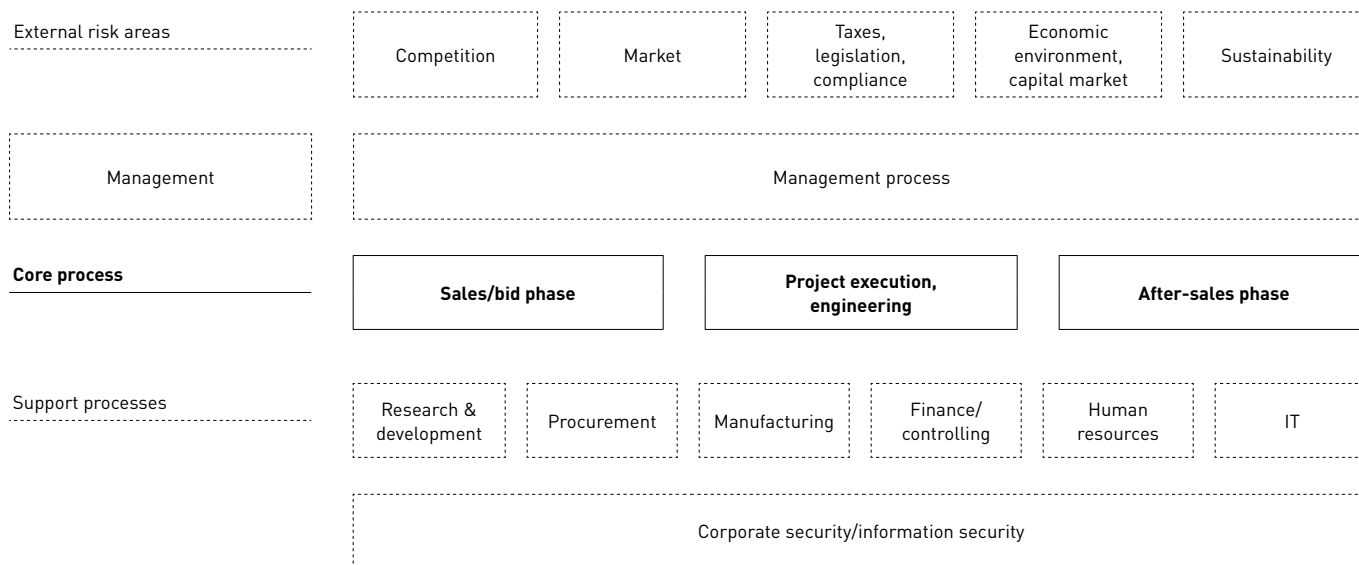 External risk areas
Competition
Market
Taxes,
legislation,
compliance
Economic
environment,
capital market
Sustainability
Management
Management process
Core process
Sales/bid phase
Project execution,
engineering
After-sales phase
Support processes
Research &
development
Procurement
Manufacturing
Finance/
controlling
Human
resources
IT
Corporate security/information security